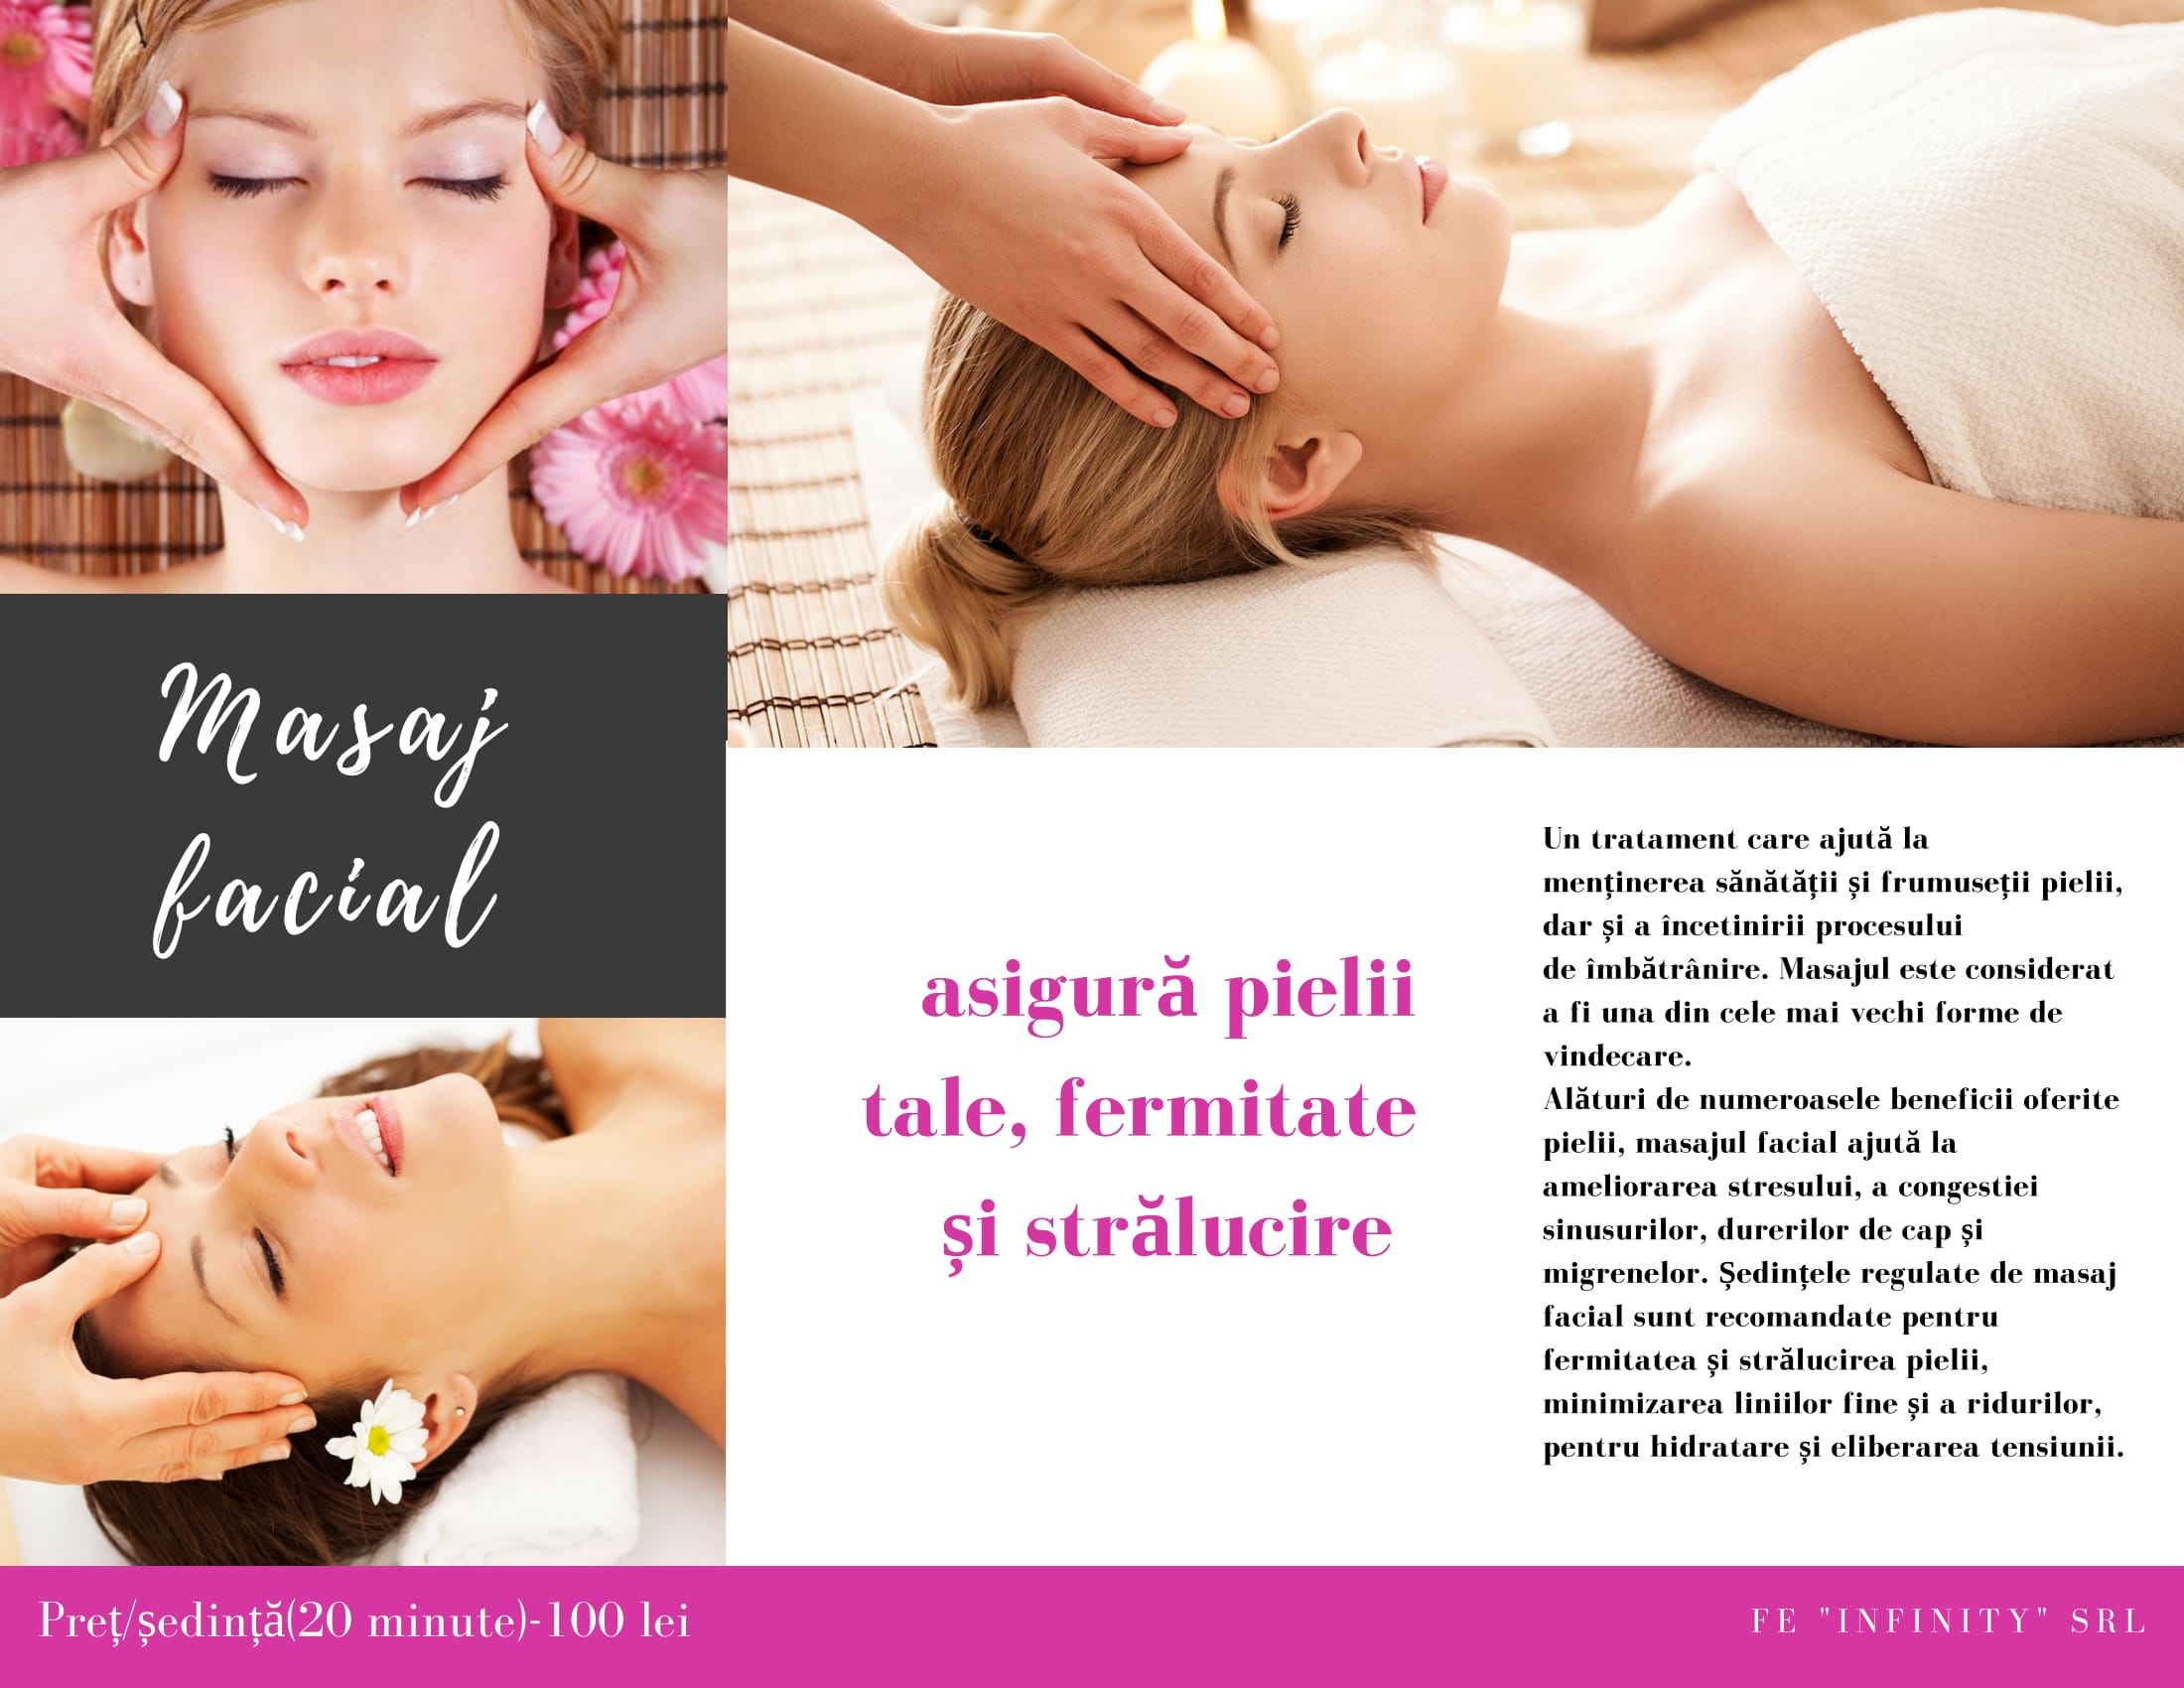 Masaj
facial
asigură pielii
tale, fermitate
și strălucire
Un tratament care ajută la
menținerea sănătății și frumuseții pielii,
dar și a încetinirii procesului
de îmbătrânire. Masajul este considerat
a fi una din cele mai vechi forme de
vindecare.
Alături de numeroasele beneficii oferite
pielii, masajul facial ajută la
ameliorarea stresului, a congestiei
sinusurilor, durerilor de cap și
migrenelor. Ședințele regulate de masaj
facial sunt recomandate pentru
fermitatea și strălucirea pielii,
minimizarea liniilor fine și a ridurilor,
pentru hidratare și eliberarea tensiunii.
Preț/ședință(20 minute)-100 lei
FE "INFINITY" SRL